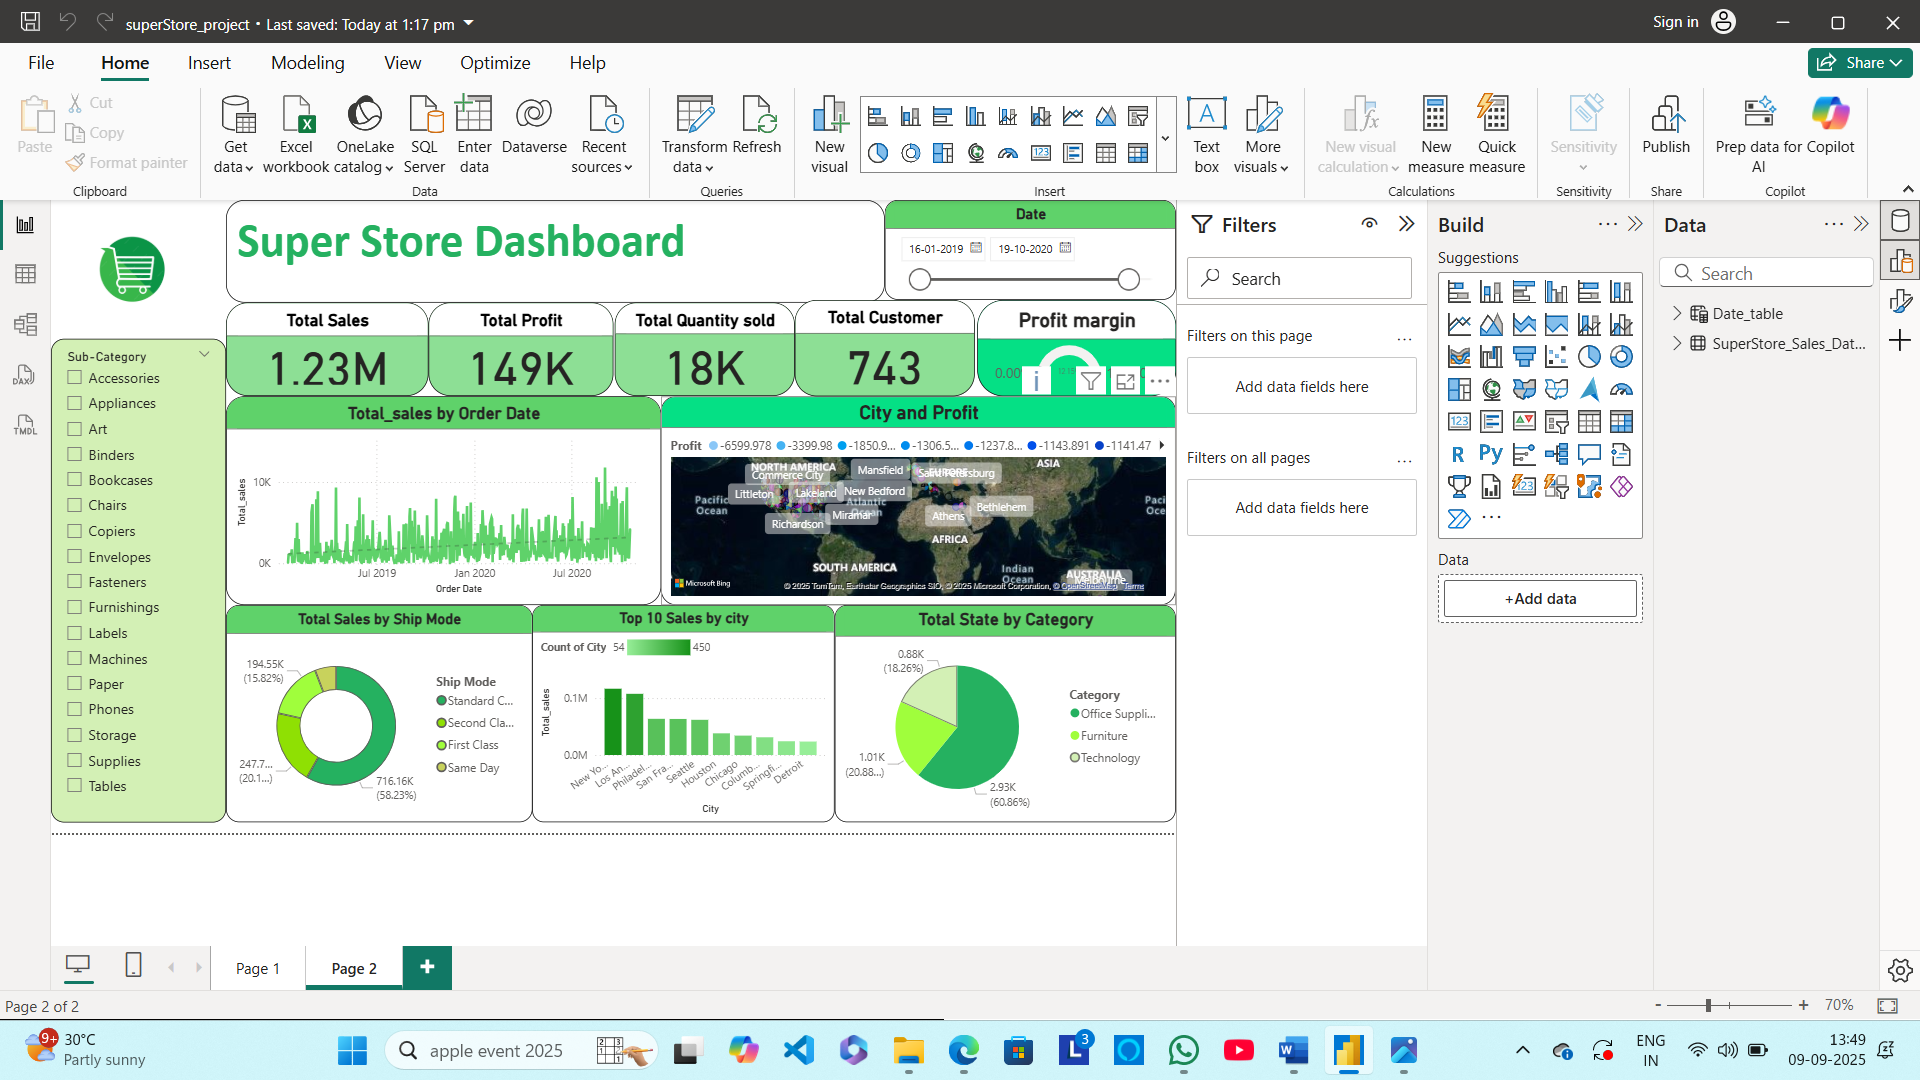 superStore_project • Last saved: Today at 1:17 pm
Sign in
File
Home
Insert
Modeling
View
Optimize
Help
Share
Paste
Cut
Copy
Format painter
Clipboard
Get data
Excel workbook
OneLake catalog
SQL Server
Enter data
Dataverse
Recent sources
Data
Transform data
Refresh
Queries
New visual
Text box
More visuals
Insert
New visual calculation
New measure
Quick measure
Calculations
Sensitivity
Sensitivity
Publish
Share
Prep data for AI
Copilot
Copilot
Super Store Dashboard
Date
16-01-2019
19-10-2020
Total Sales
1.23M
Total Profit
149K
Total Quantity sold
18K
Total Customer
743
Profit margin
Sub-Category
Accessories
Appliances
Art
Binders
Bookcases
Chairs
Copiers
Envelopes
Fasteners
Furnishings
Labels
Machines
Paper
Phones
Storage
Supplies
Tables
Total_sales by Order Date
Total_sales
10K
0K
Jul 2019
Jan 2020
Jul 2020
Order Date
City and Profit
Profit -6599.978 -3399.98 -1850.9... -1306.5... -1237.8... -1143.891 -1141.47
NORTH AMERICA
Commerce City
Mansfield
Saint Petersburg
ASIA
Littleton
Lakeland
New Bedford
Pacific Ocean
Atlantic Ocean
Richardson
Miramar
Athens
Bethlehem
AFRICA
SOUTH AMERICA
Indian Ocean
AUSTRALIA
Melbourne
Microsoft Bing
© 2025 TomTom, Earthstar Geographics SIO, © 2025 Microsoft Corporation, © OpenStreetMap Terms
Total Sales by Ship Mode
194.55K
(15.82%)
247.7...
(20.1...)
716.16K
(58.23%)
Ship Mode
Standard C...
Second Cla...
First Class
Same Day
Top 10 Sales by city
Count of City 54 450
Total_sales
0.1M
0.0M
New Yo...
Los An...
Philadel...
San Fra...
Seattle
Houston
Chicago
Columb...
Springfi...
Detroit
City
Total State by Category
0.88K
(18.26%)
1.01K
(20.88...)
2.93K
(60.86%)
Category
Office Suppli...
Furniture
Technology
Filters
Search
Filters on this page
Add data fields here
Filters on all pages
Add data fields here
Build
Suggestions
R
Py
Data
+Add data
Data
Search
Date_table
SuperStore_Sales_Dat...
DAX
TMDL
Page 1
Page 2
Page 2 of 2
70%
9+
30°C
Partly sunny
apple event 2025
3
ENG
IN
13:49
09-09-2025